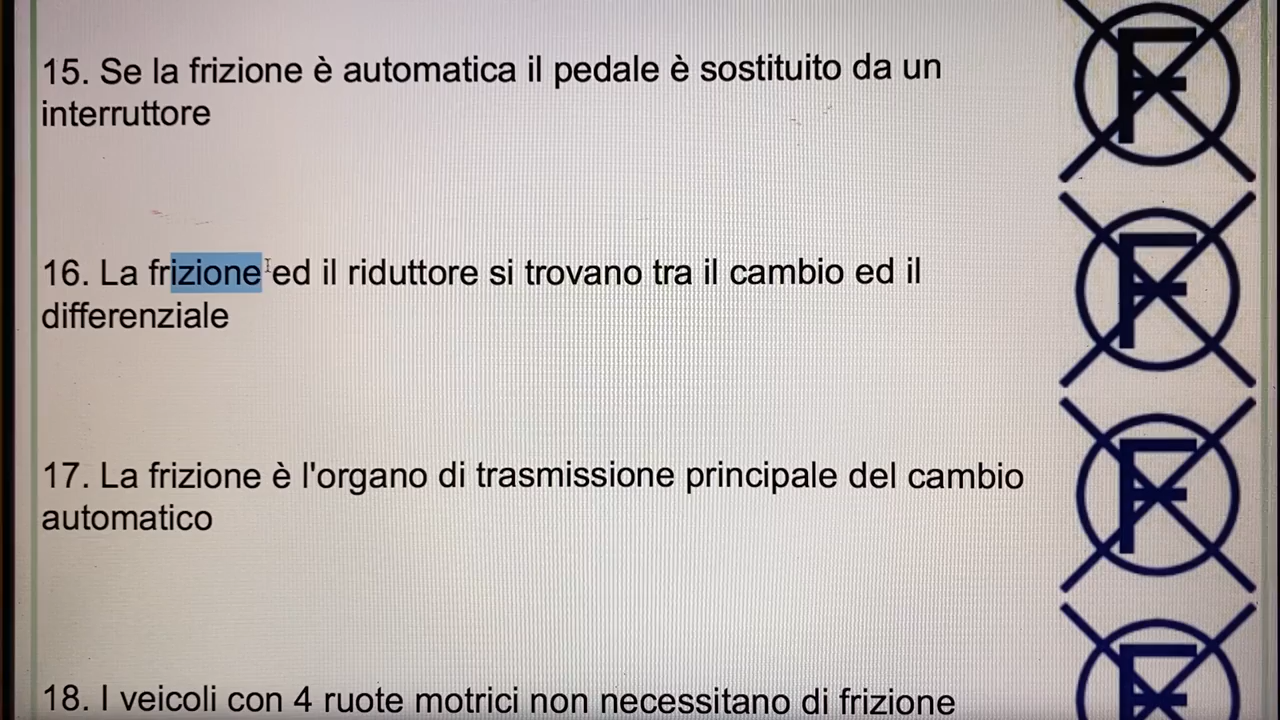 15. Se la frizione è automatica il pedale è sostituito da un
interruttore
F
16. La frizione ed il riduttore si trovano tra il cambio ed il
differenziale
F
17. La frizione è l'organo di trasmissione principale del cambio
automatico
F
18. I veicoli con 4 ruote motrici non necessitano di frizione
F